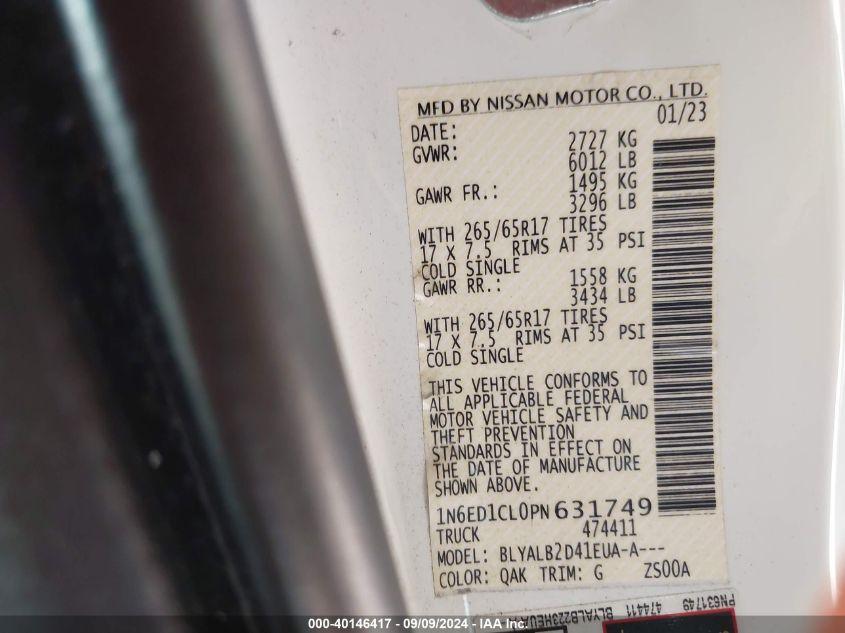 MFD BY NISSAN MOTOR CO., LTD.
DATE: 01/23
GVWR: 2727 KG
6012 LB
GAWR FR.: 1495 KG
3296 LB
WITH 265/65R17 TIRES
17 X 7.5 RIMS AT 35 PSI
COLD SINGLE
GAWR RR.: 1558 KG
3434 LB
WITH 265/65R17 TIRES
17 X 7.5 RIMS AT 35 PSI
COLD SINGLE
THIS VEHICLE CONFORMS TO
ALL APPLICABLE FEDERAL
MOTOR VEHICLE SAFETY AND
THEFT PREVENTION
STANDARDS IN EFFECT ON
THE DATE OF MANUFACTURE
SHOWN ABOVE.
1N6ED1CL0PN631749
TRUCK 474411
MODEL: BLYALB2D41EUA-A---
COLOR: QAK TRIM: G ZS00A
PN631749 474411
000-40146417 - 09/09/2024 - IAA Inc.